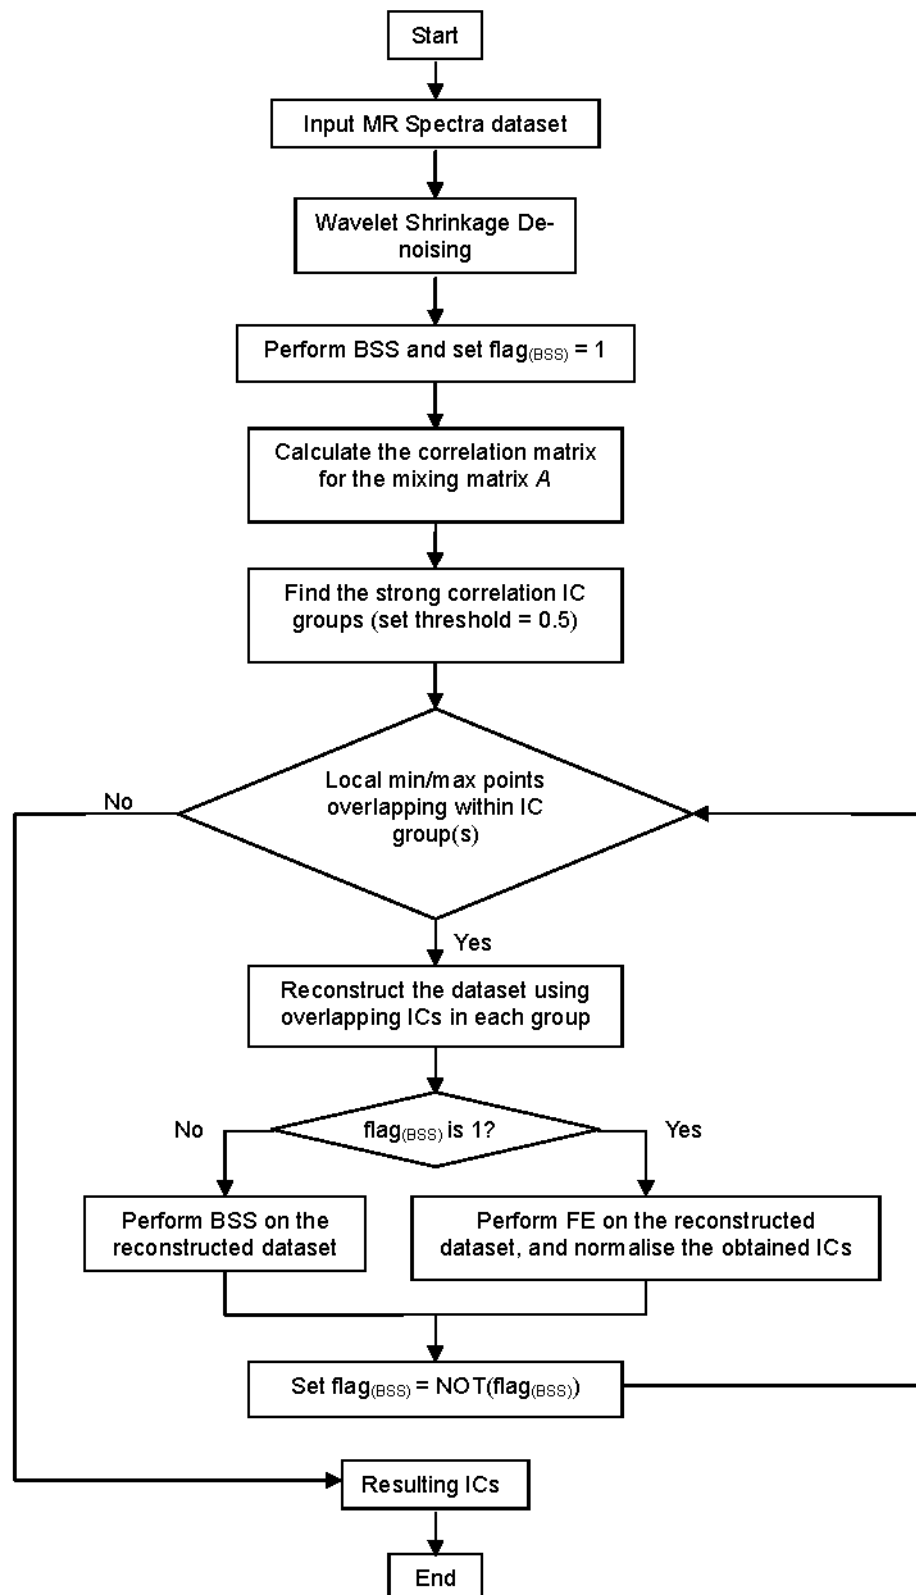 Start
Input MR Spectra dataset
Wavelet Shrinkage De-
noising
Perform BSS and set flag(BSS) = 1
Calculate the correlation matrix
for the mixing matrix A
Find the strong correlation IC
groups (set threshold = 0.5)
Local min/max points
overlapping within IC
group(s)
No
Yes
Reconstruct the dataset using
overlapping ICs in each group
flag(BSS) is 1?
No
Yes
Perform BSS on the
reconstructed dataset
Perform FE on the reconstructed
dataset, and normalise the obtained ICs
Set flag(BSS) = NOT(flag(BSS))
Resulting ICs
End